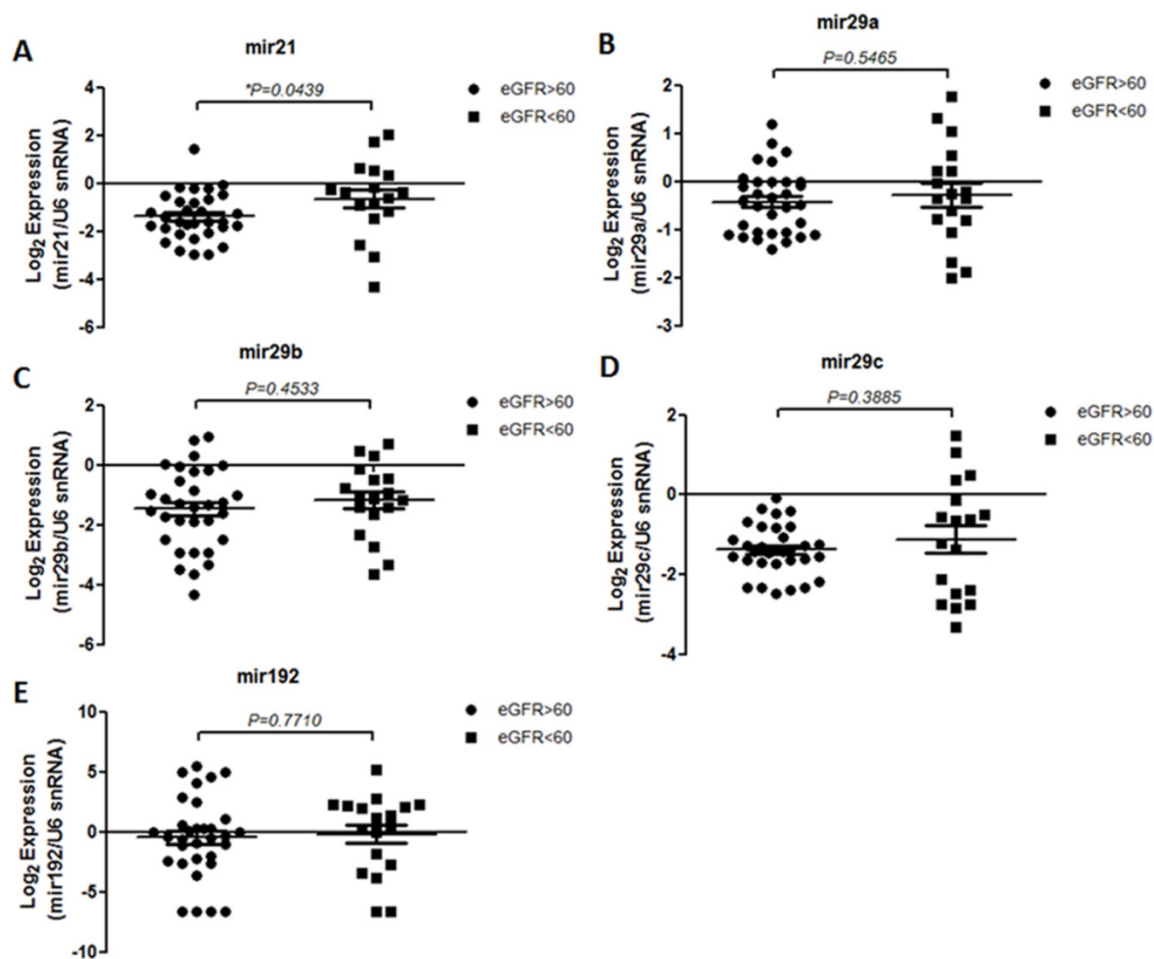 A
mir21
*P=0.0439
eGFR>60
eGFR<60
Log2 Expression
(mir21/U6 snRNA)
4
2
0
-2
-4
-6
B
mir29a
P=0.5465
eGFR>60
eGFR<60
Log2 Expression
(mir29a/U6 snRNA)
2
1
0
-1
-2
-3
C
mir29b
P=0.4533
eGFR>60
eGFR<60
Log2 Expression
(mir29b/U6 snRNA)
2
0
-2
-4
-6
D
mir29c
P=0.3885
eGFR>60
eGFR<60
Log2 Expression
(mir29c/U6 snRNA)
2
0
-2
-4
E
mir192
P=0.7710
eGFR>60
eGFR<60
Log2 Expression
(mir192/U6 snRNA)
10
5
0
-5
-10